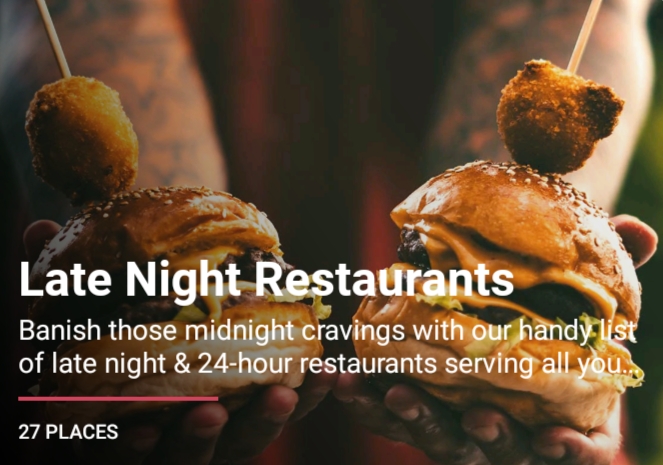 Late Night Restaurants
Banish those midnight cravings with our handy list
of late night & 24-hour restaurants serving all you...
27 PLACES